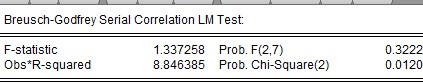 Breusch-Godfrey Serial Correlation LM Test:
F-statistic 1.337258 Prob. F(2,7) 0.3222
Obs*R-squared 8.846385 Prob. Chi-Square(2) 0.0120